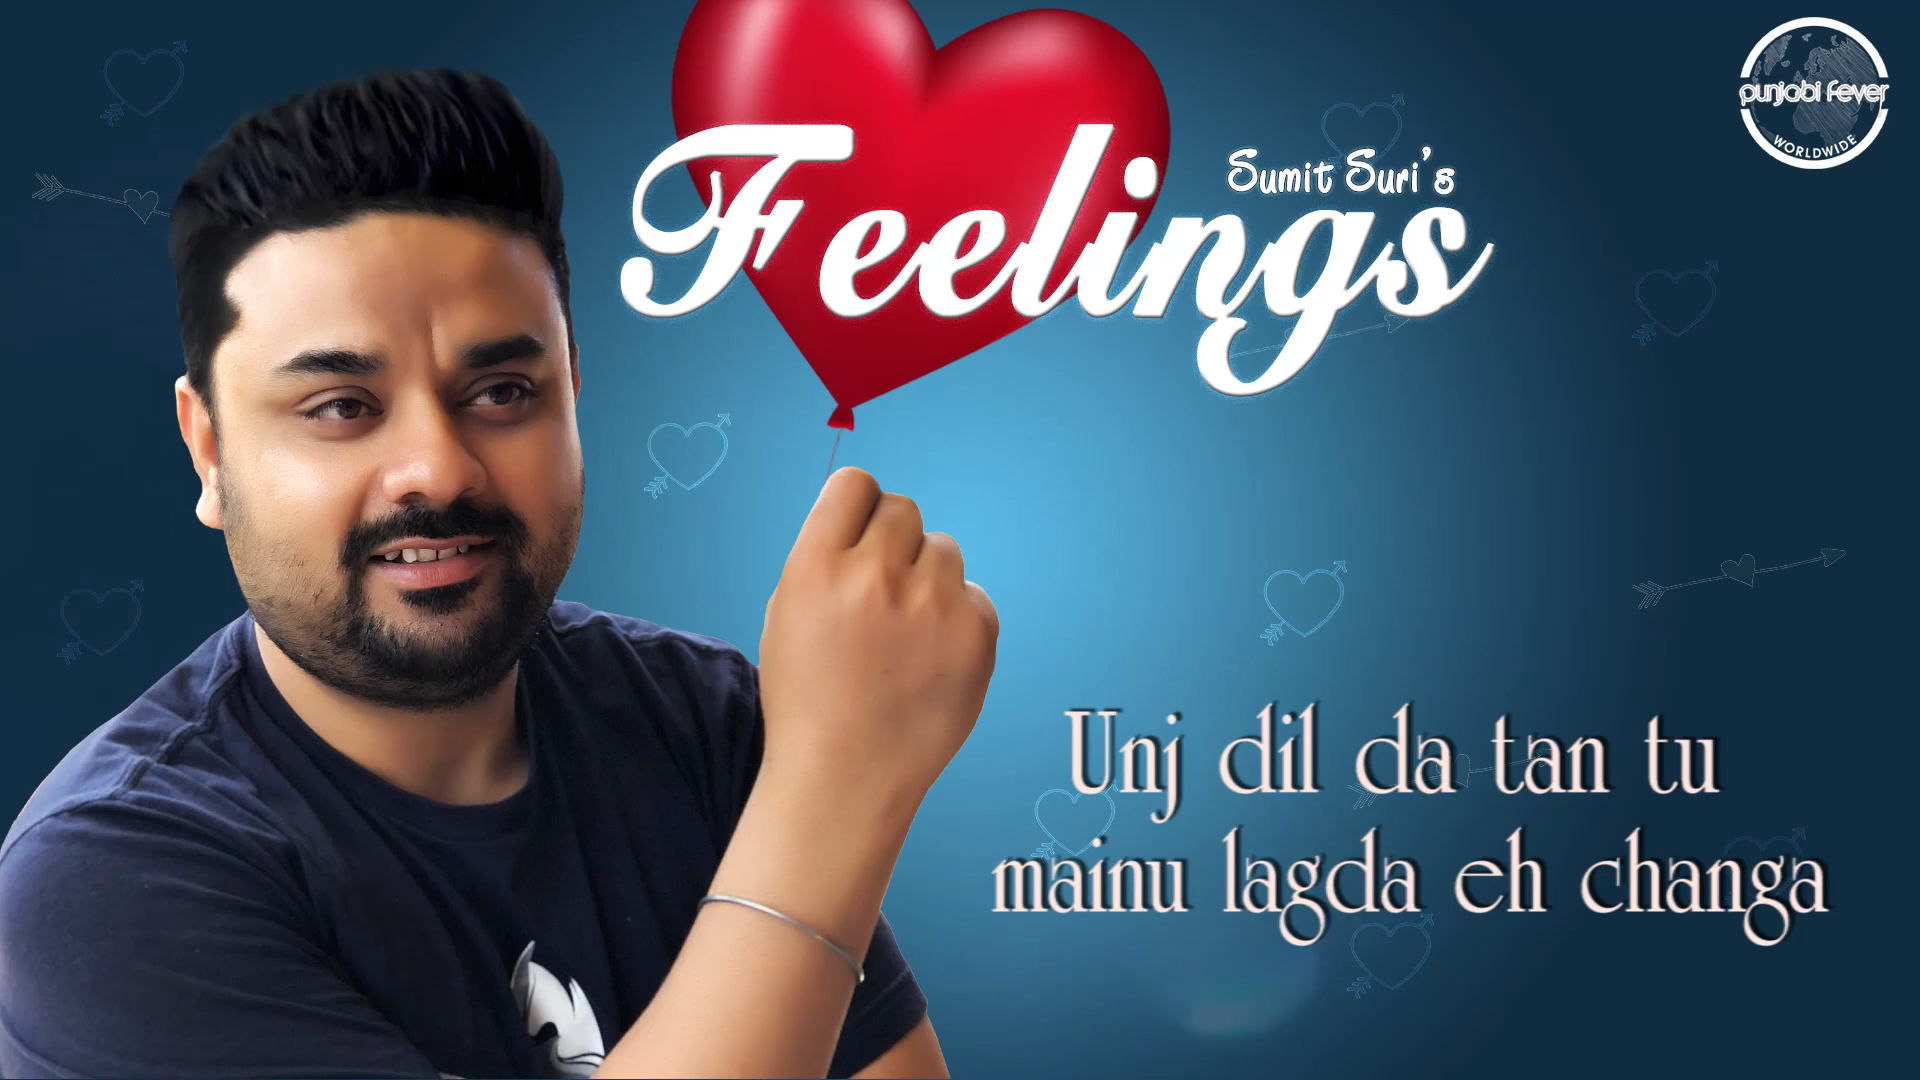 punjabi fever
WORLDWIDE
Sumit Suri's
Feelings
Unj dil da tan tu
mainu lagda eh changa